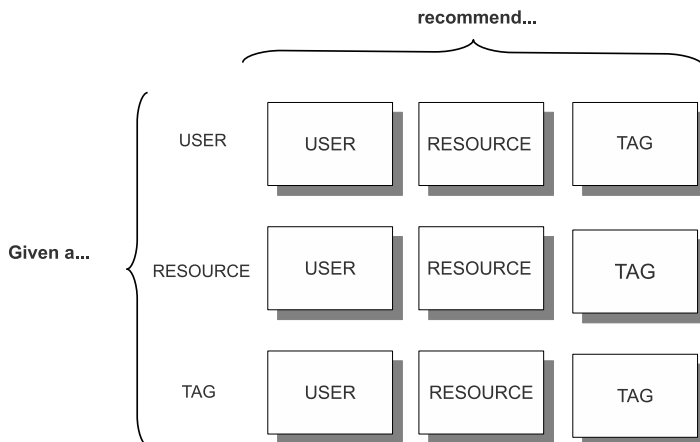 recommend...
USER
USER
RESOURCE
TAG
Given a...
RESOURCE
USER
RESOURCE
TAG
TAG
USER
RESOURCE
TAG